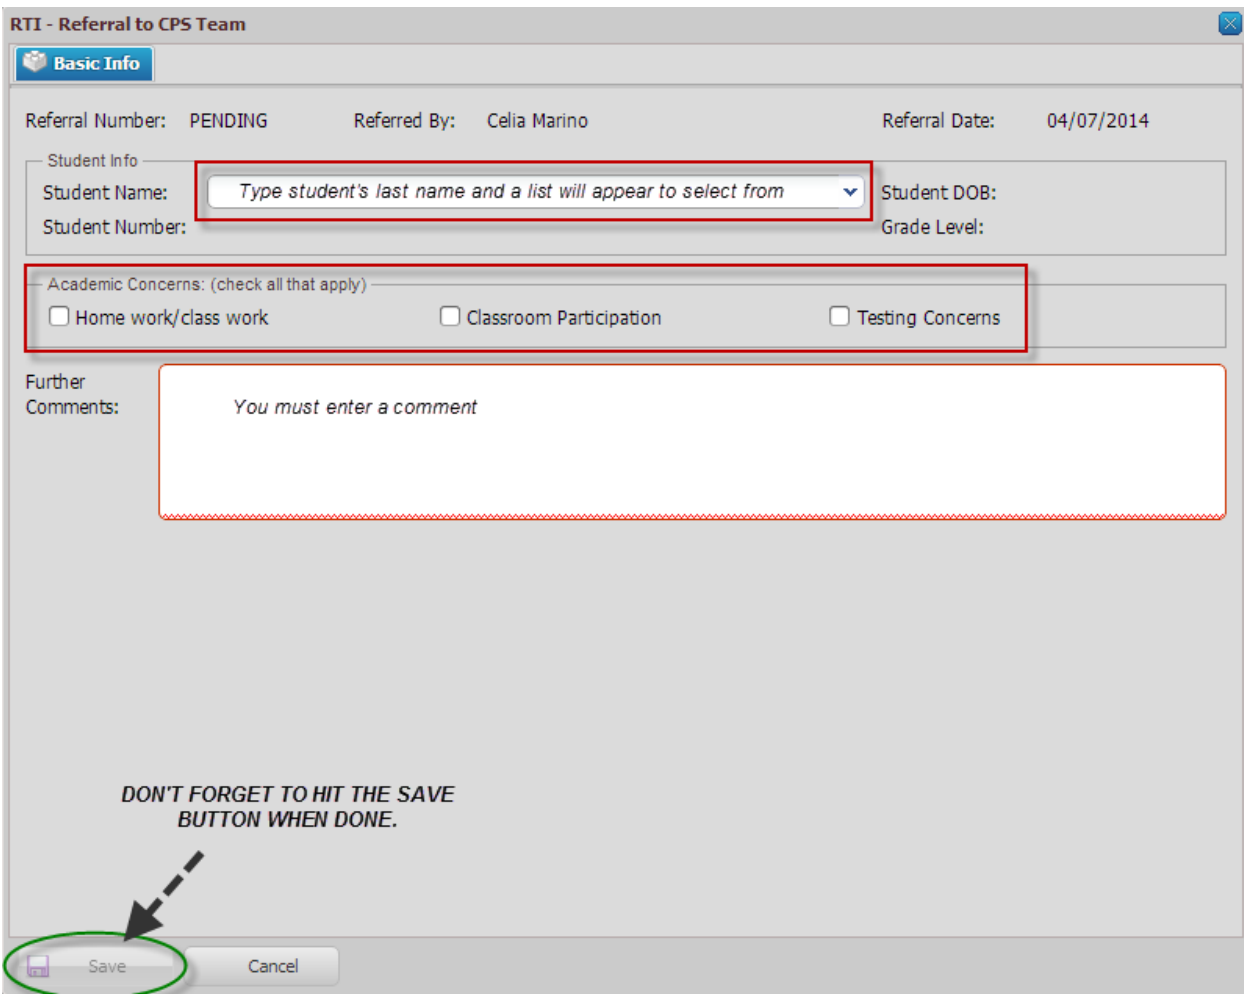 RTI - Referral to CPS Team
Basic Info
Referral Number: PENDING Referred By: Celia Marino Referral Date: 04/07/2014
Student Info
Student Name: Type student's last name and a list will appear to select from Student DOB:
Student Number: Grade Level:
Academic Concerns: (check all that apply)
Home work/class work Classroom Participation Testing Concerns
Further
Comments: You must enter a comment
DON'T FORGET TO HIT THE SAVE
BUTTON WHEN DONE.
Save Cancel